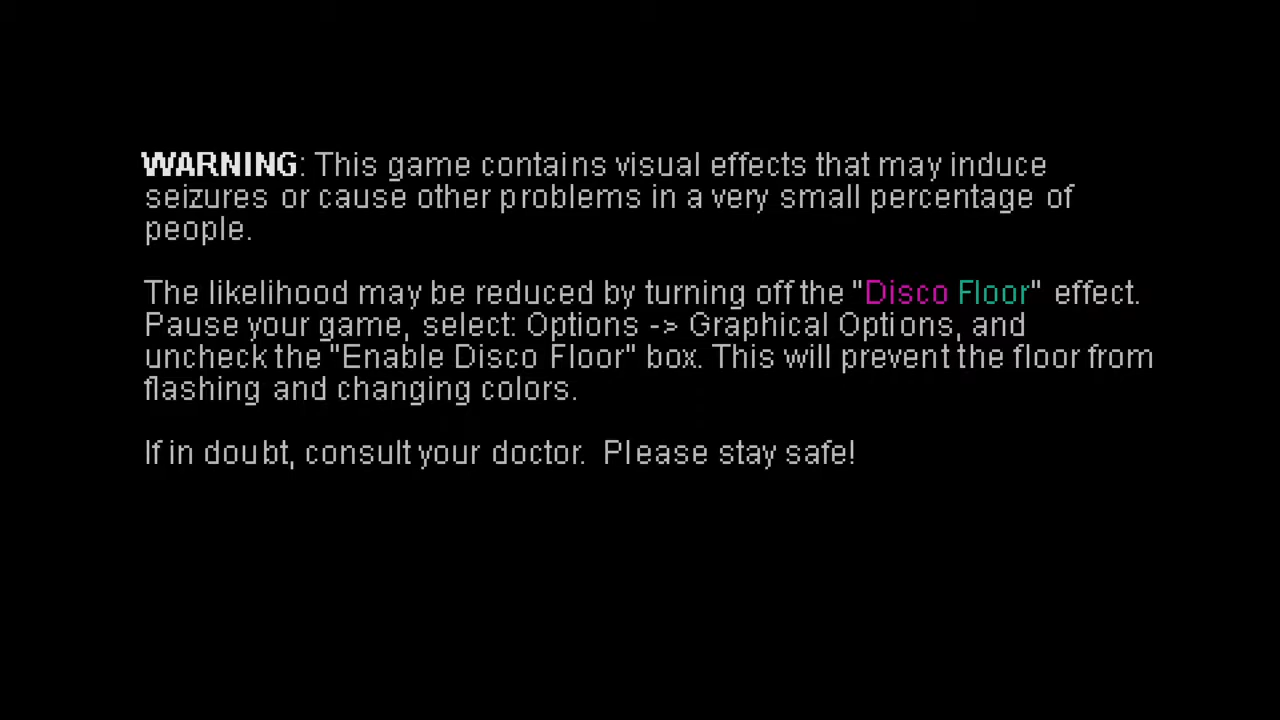 WARNING: This game contains visual effects that may induce
seizures or cause other problems in a very small percentage of
people.
The likelihood may be reduced by turning off the "Disco Floor" effect.
Pause your game, select: Options -> Graphical Options, and
uncheck the "Enable Disco Floor" box. This will prevent the floor from
flashing and changing colors.
If in doubt, consult your doctor.  Please stay safe!